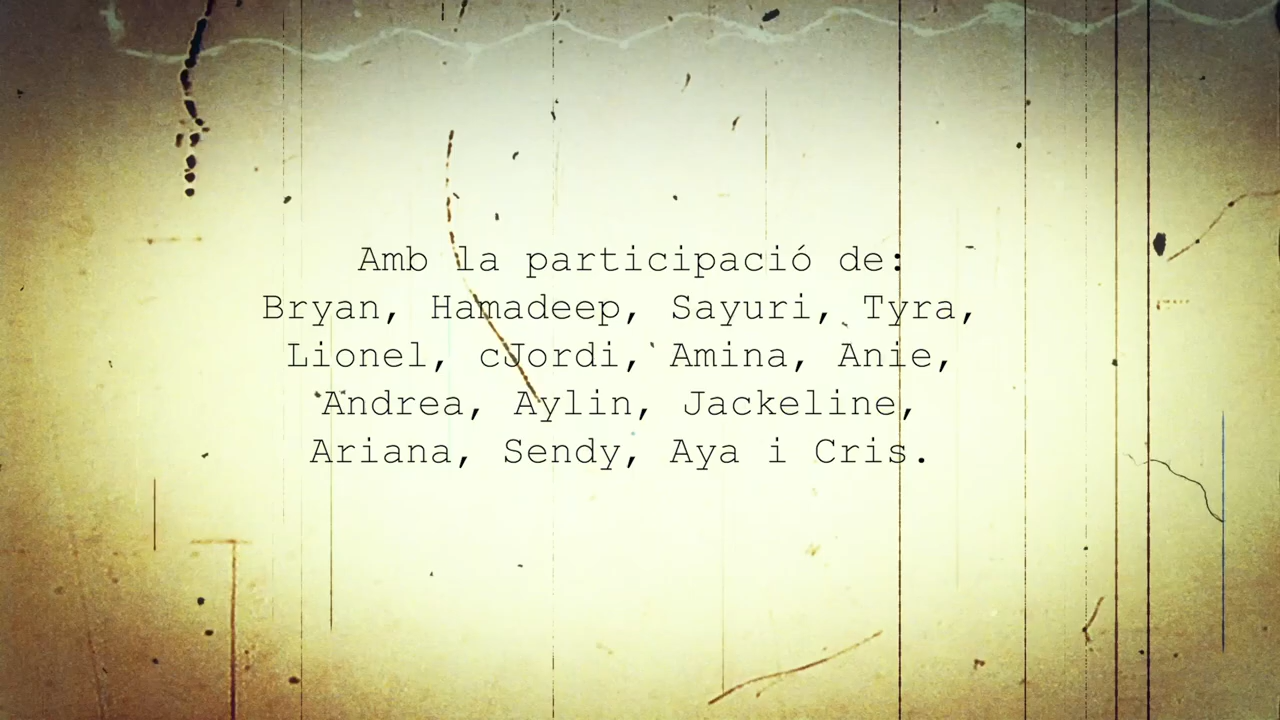 Amb la participació de:
Bryan, Hamadeep, Sayuri, Tyra,
Lionel, cJordi, Amina, Anie,
Andrea, Aylin, Jackeline,
Ariana, Sendy, Aya i Cris.